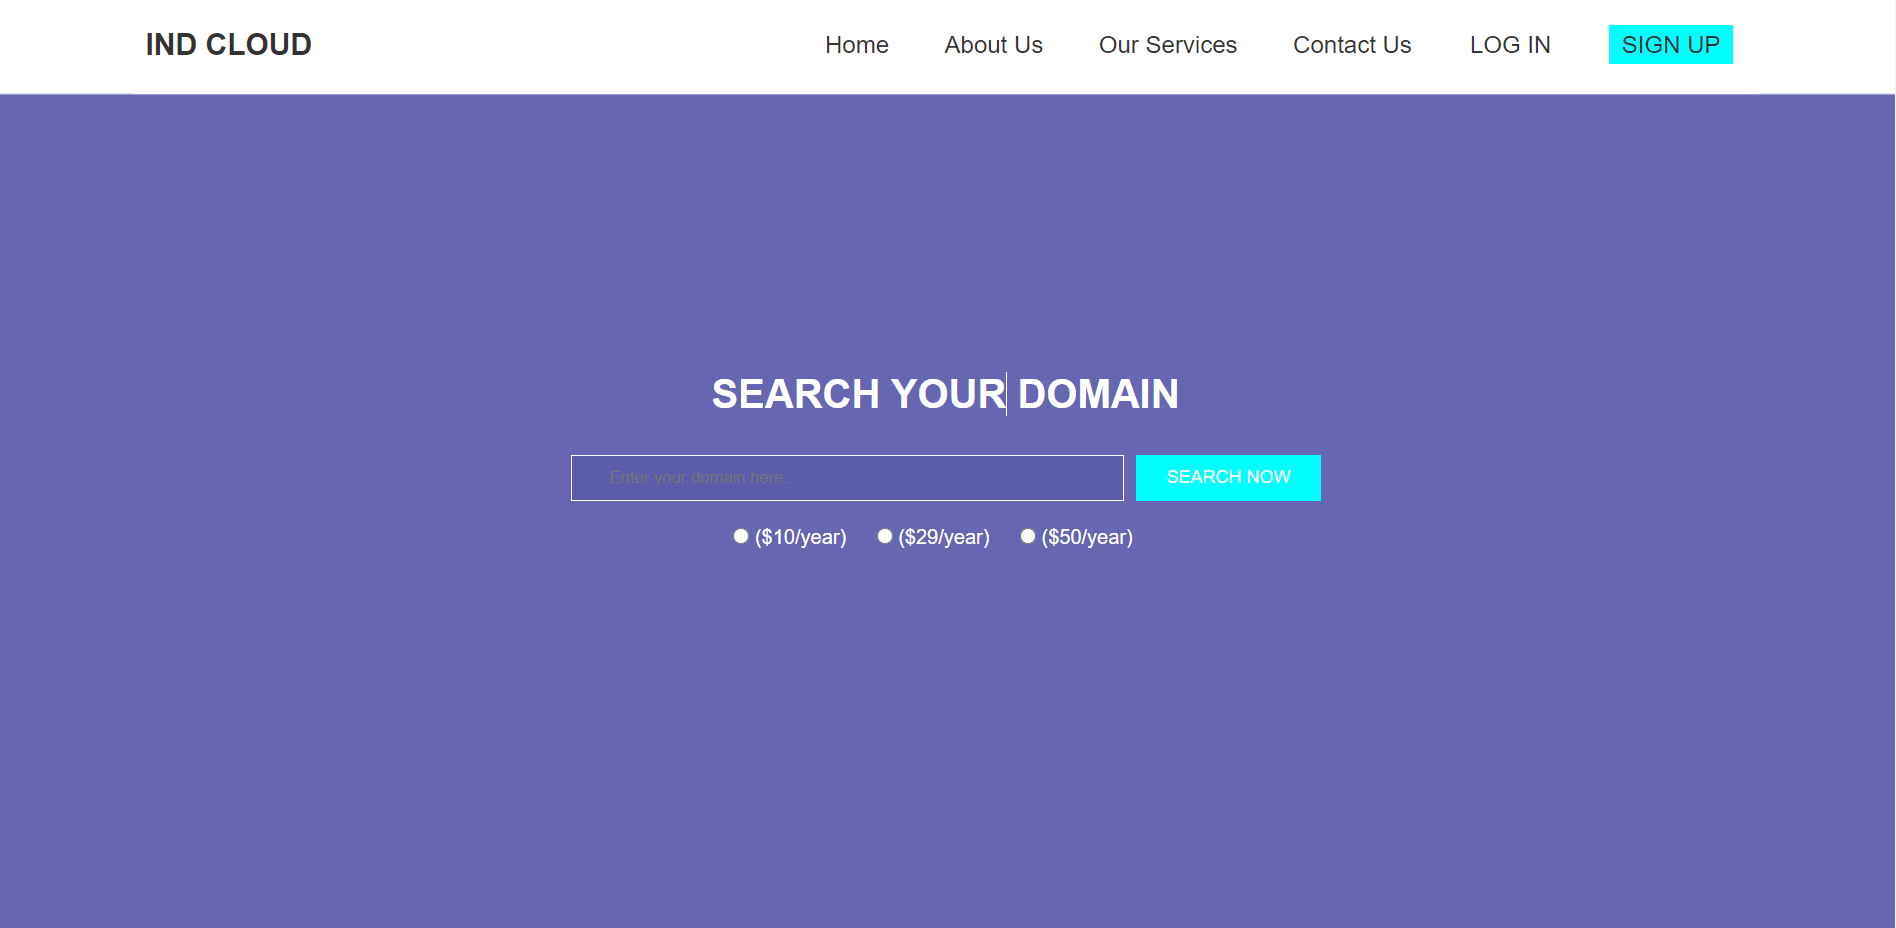 IND CLOUD Home About Us Our Services Contact Us LOG IN SIGN UP
SEARCH YOUR DOMAIN
Enter your domain here... SEARCH NOW
($10/year) ($29/year) ($50/year)